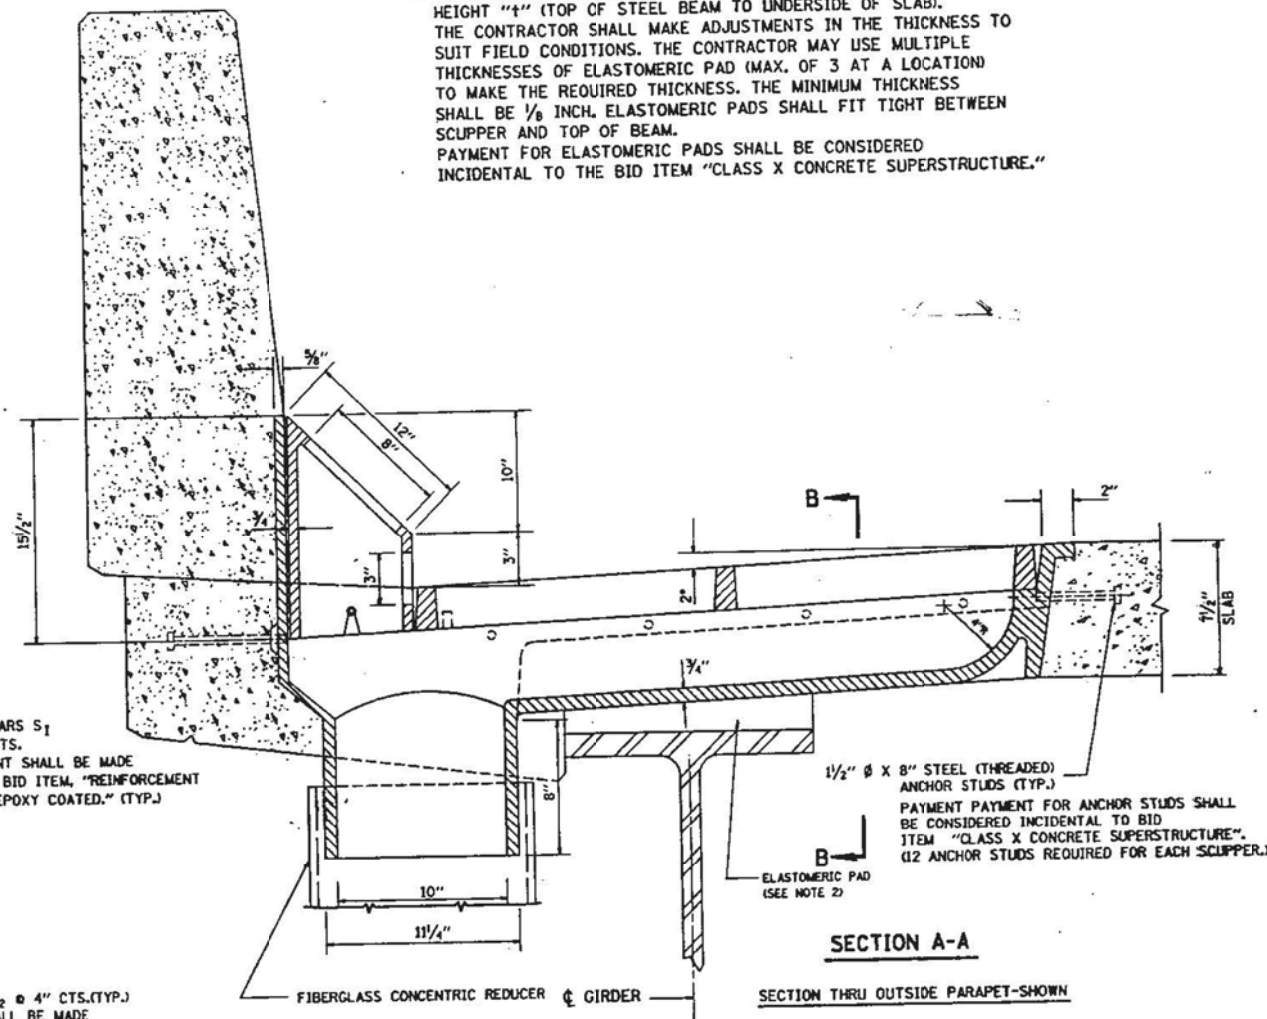 HEIGHT "t" (TOP OF STEEL BEAM TO UNDERSIDE OF SLAB).
THE CONTRACTOR SHALL MAKE ADJUSTMENTS IN THE THICKNESS TO
SUIT FIELD CONDITIONS. THE CONTRACTOR MAY USE MULTIPLE
THICKNESSES OF ELASTOMERIC PAD (MAX. OF 3 AT A LOCATION)
TO MAKE THE REQUIRED THICKNESS. THE MINIMUM THICKNESS
SHALL BE 1/8 INCH. ELASTOMERIC PADS SHALL FIT TIGHT BETWEEN
SCUPPER AND TOP OF BEAM.
PAYMENT FOR ELASTOMERIC PADS SHALL BE CONSIDERED
INCIDENTAL TO THE BID ITEM "CLASS X CONCRETE SUPERSTRUCTURE."
5/8"
12"
8"
10"
15 1/2"
3"
3"
B
2"
2"
SLAB
4"R
3/4"
ARS S1
TS.
NT SHALL BE MADE
BID ITEM, "REINFORCEMENT
EPOXY COATED." (TYP.)
8"
1 1/2" Ø X 8" STEEL (THREADED)
ANCHOR STUDS (TYP.)
PAYMENT PAYMENT FOR ANCHOR STUDS SHALL
BE CONSIDERED INCIDENTAL TO BID
ITEM "CLASS X CONCRETE SUPERSTRUCTURE".
(12 ANCHOR STUDS REQUIRED FOR EACH SCUPPER.)
B
ELASTOMERIC PAD
(SEE NOTE 2)
10"
11 1/4"
SECTION A-A
2 @ 4" CTS.(TYP.)
ALL BE MADE
FIBERGLASS CONCENTRIC REDUCER
℄ GIRDER
SECTION THRU OUTSIDE PARAPET-SHOWN